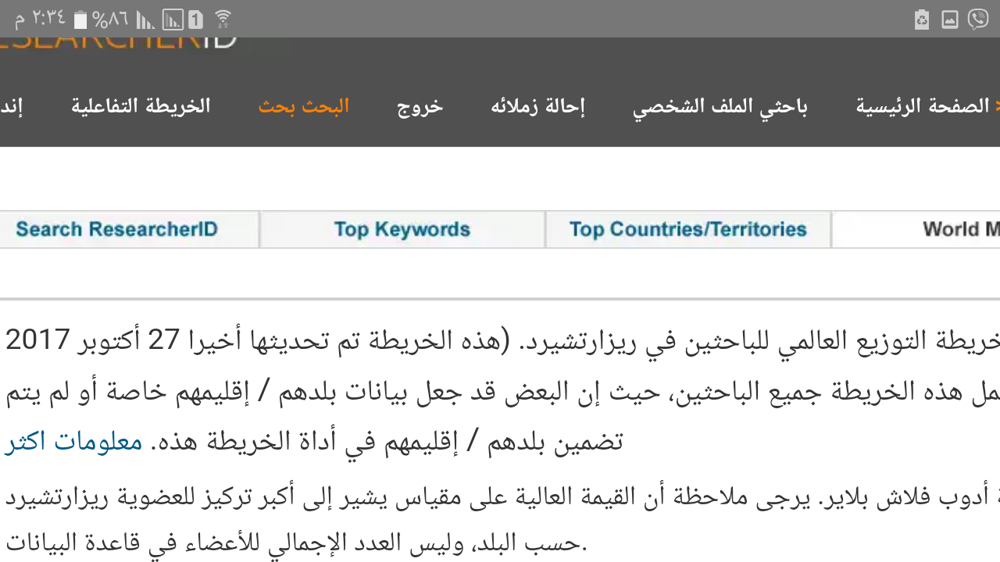 ٢:٣٤ م ٨٦% 1
الصفحة الرئيسية باحثي الملف الشخصي إحالة زملائه خروج البحث بحث الخريطة التفاعلية
Search ResearcherID Top Keywords Top Countries/Territories World
التوزيع العالمي للباحثين في ريزارتشيرد. (هذه الخريطة تم تحديثها أخيرا 27 أكتوبر 2017
هذه الخريطة جميع الباحثين، حيث إن البعض قد جعل بيانات بلدهم / إقليمهم خاصة أو لم يتم
تضمين بلدهم / إقليمهم في أداة الخريطة هذه. معلومات اكثر
أدوب فلاش بلاير. يرجى ملاحظة أن القيمة العالية على مقياس يشير إلى أكبر تركيز للعضوية ريزارتشيرد
حسب البلد، وليس العدد الإجمالي للأعضاء في قاعدة البيانات.